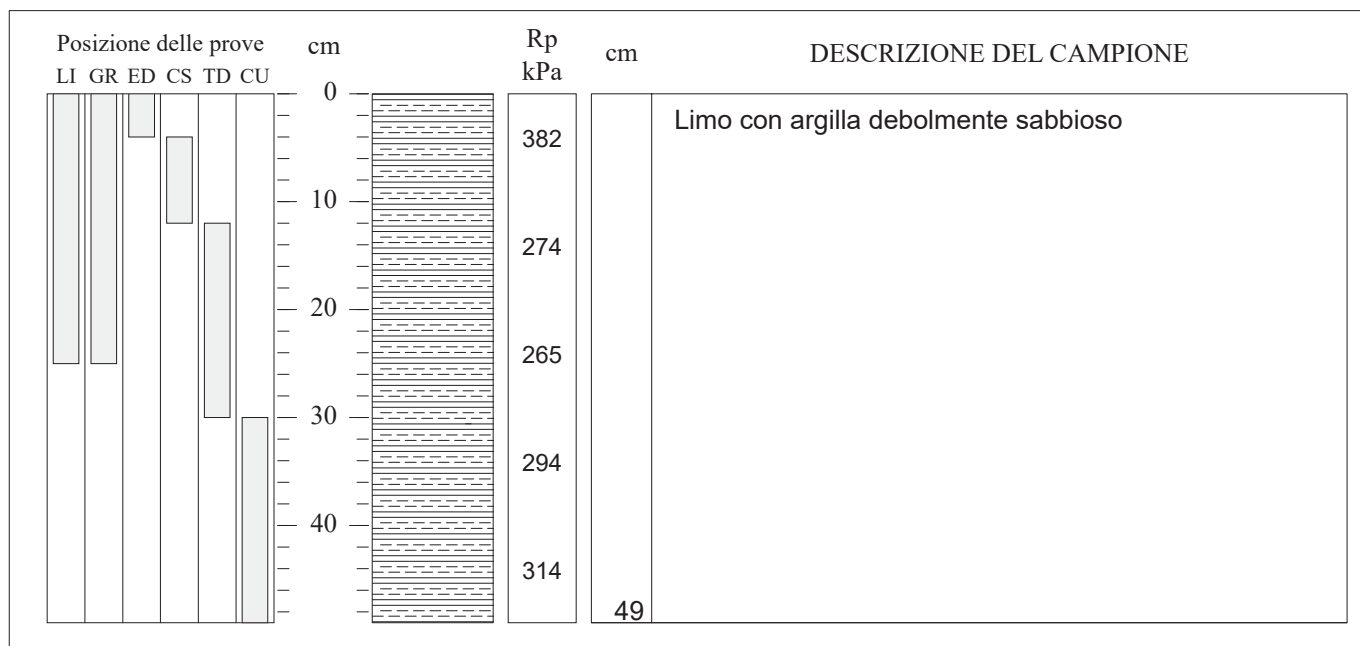 Posizione delle prove
LI GR ED CS TD CU
cm
Rp
kPa
cm
DESCRIZIONE DEL CAMPIONE
0
10
20
30
40
382
274
265
294
314
49
Limo con argilla debolmente sabbioso